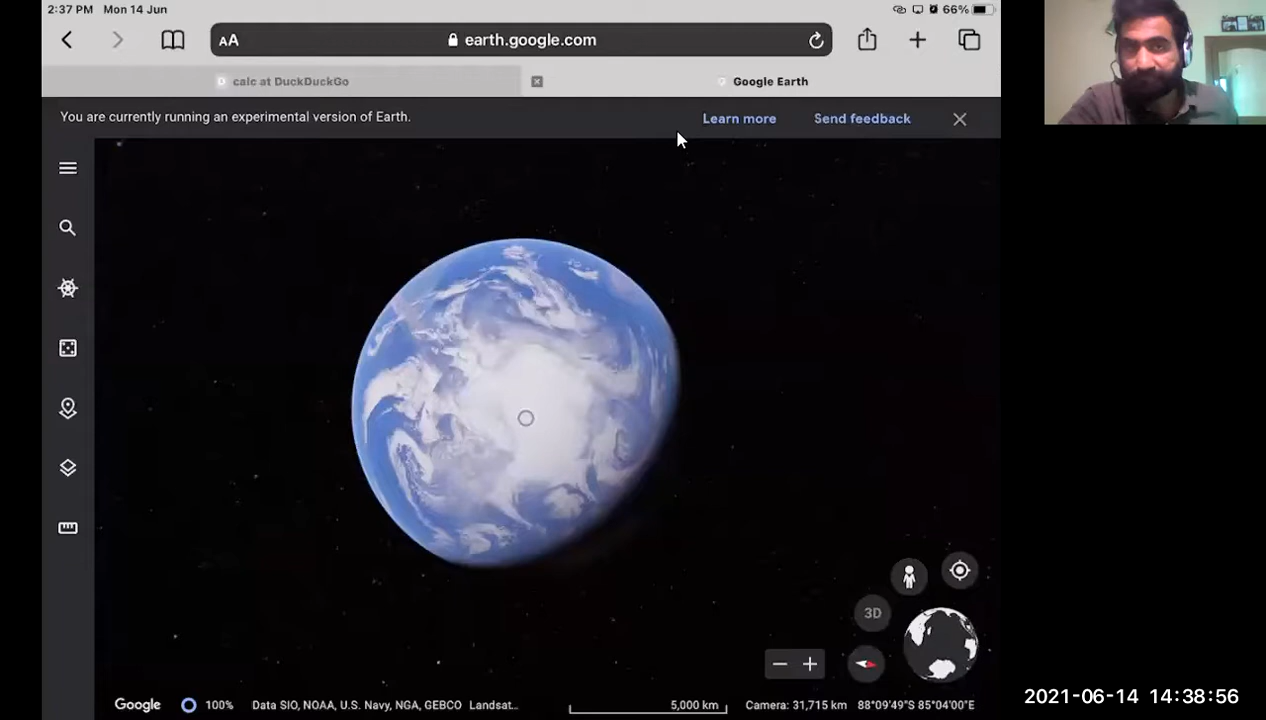 2:37 PM Mon 14 Jun
66%
AA
earth.google.com
calc at DuckDuckGo
Google Earth
You are currently running an experimental version of Earth.
Learn more
Send feedback
3D
Google
100%
Data SIO, NOAA, U.S. Navy, NGA, GEBCO Landsat...
5,000 km
Camera: 31,715 km
88°09'49"S 85°04'00"E
2021-06-14 14:38:56